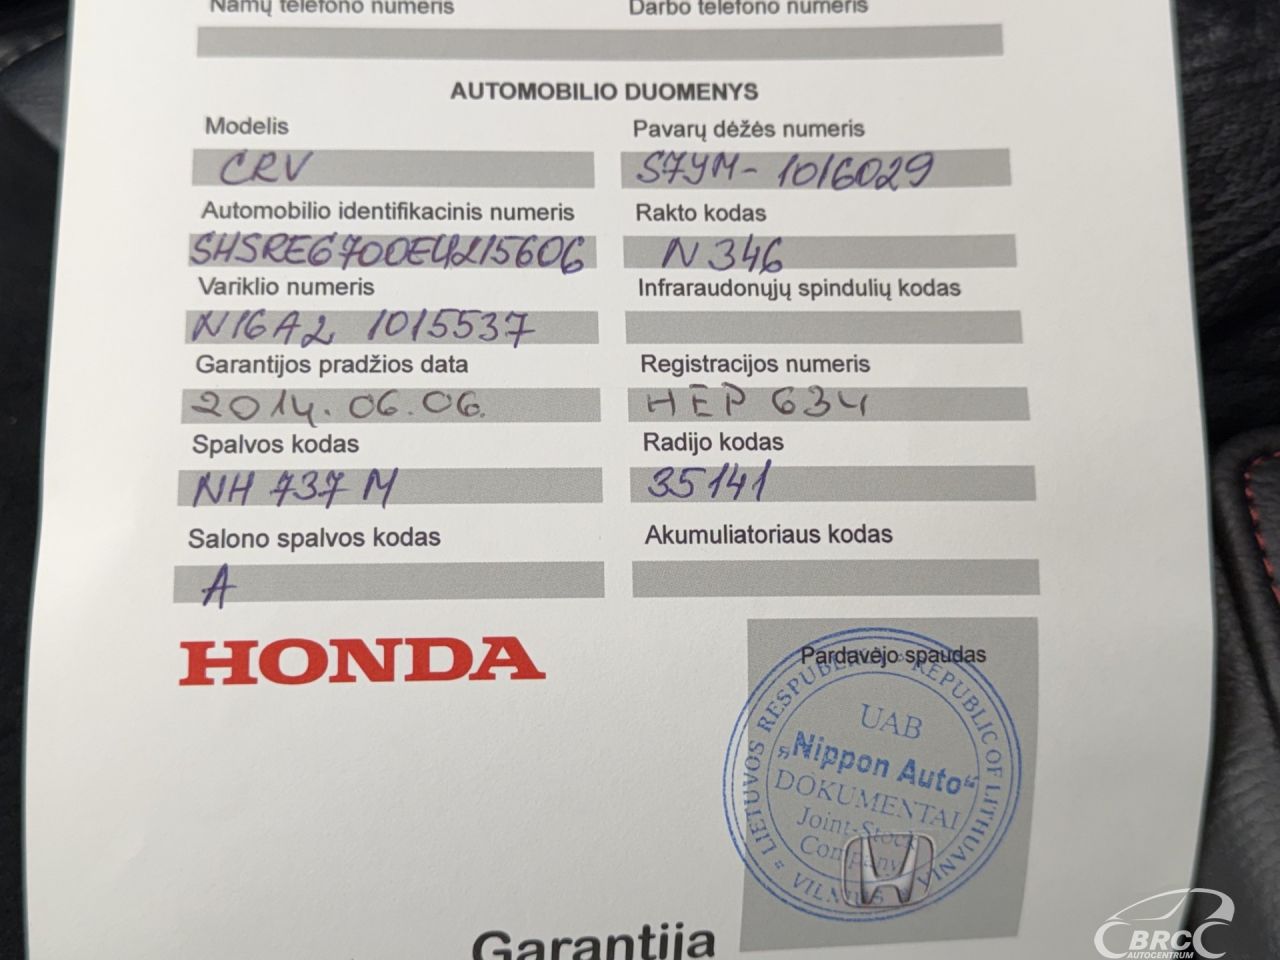 Namų telefono numeris Darbo telefono numeris
AUTOMOBILIO DUOMENYS
Modelis Pavarų dėžės numeris
CRV S7YM-1016029
Automobilio identifikacinis numeris Rakto kodas
SHSRE6700EU215606 N346
Variklio numeris Infraraudonųjų spindulių kodas
N16A2 1015537
Garantijos pradžios data Registracijos numeris
2014.06.06. HEP 634
Spalvos kodas Radijo kodas
NH 737 M 35141
Salono spalvos kodas Akumuliatoriaus kodas
A
HONDA
Pardavėjo spaudas
LIETUVOS RESPUBLIKA * REPUBLIC OF LITHUANIA * VILNIUS *
UAB
„Nippon Auto“
DOKUMENTAI
Joint-Stock
Company
Garantija
BRC
AUTOCENTRUM